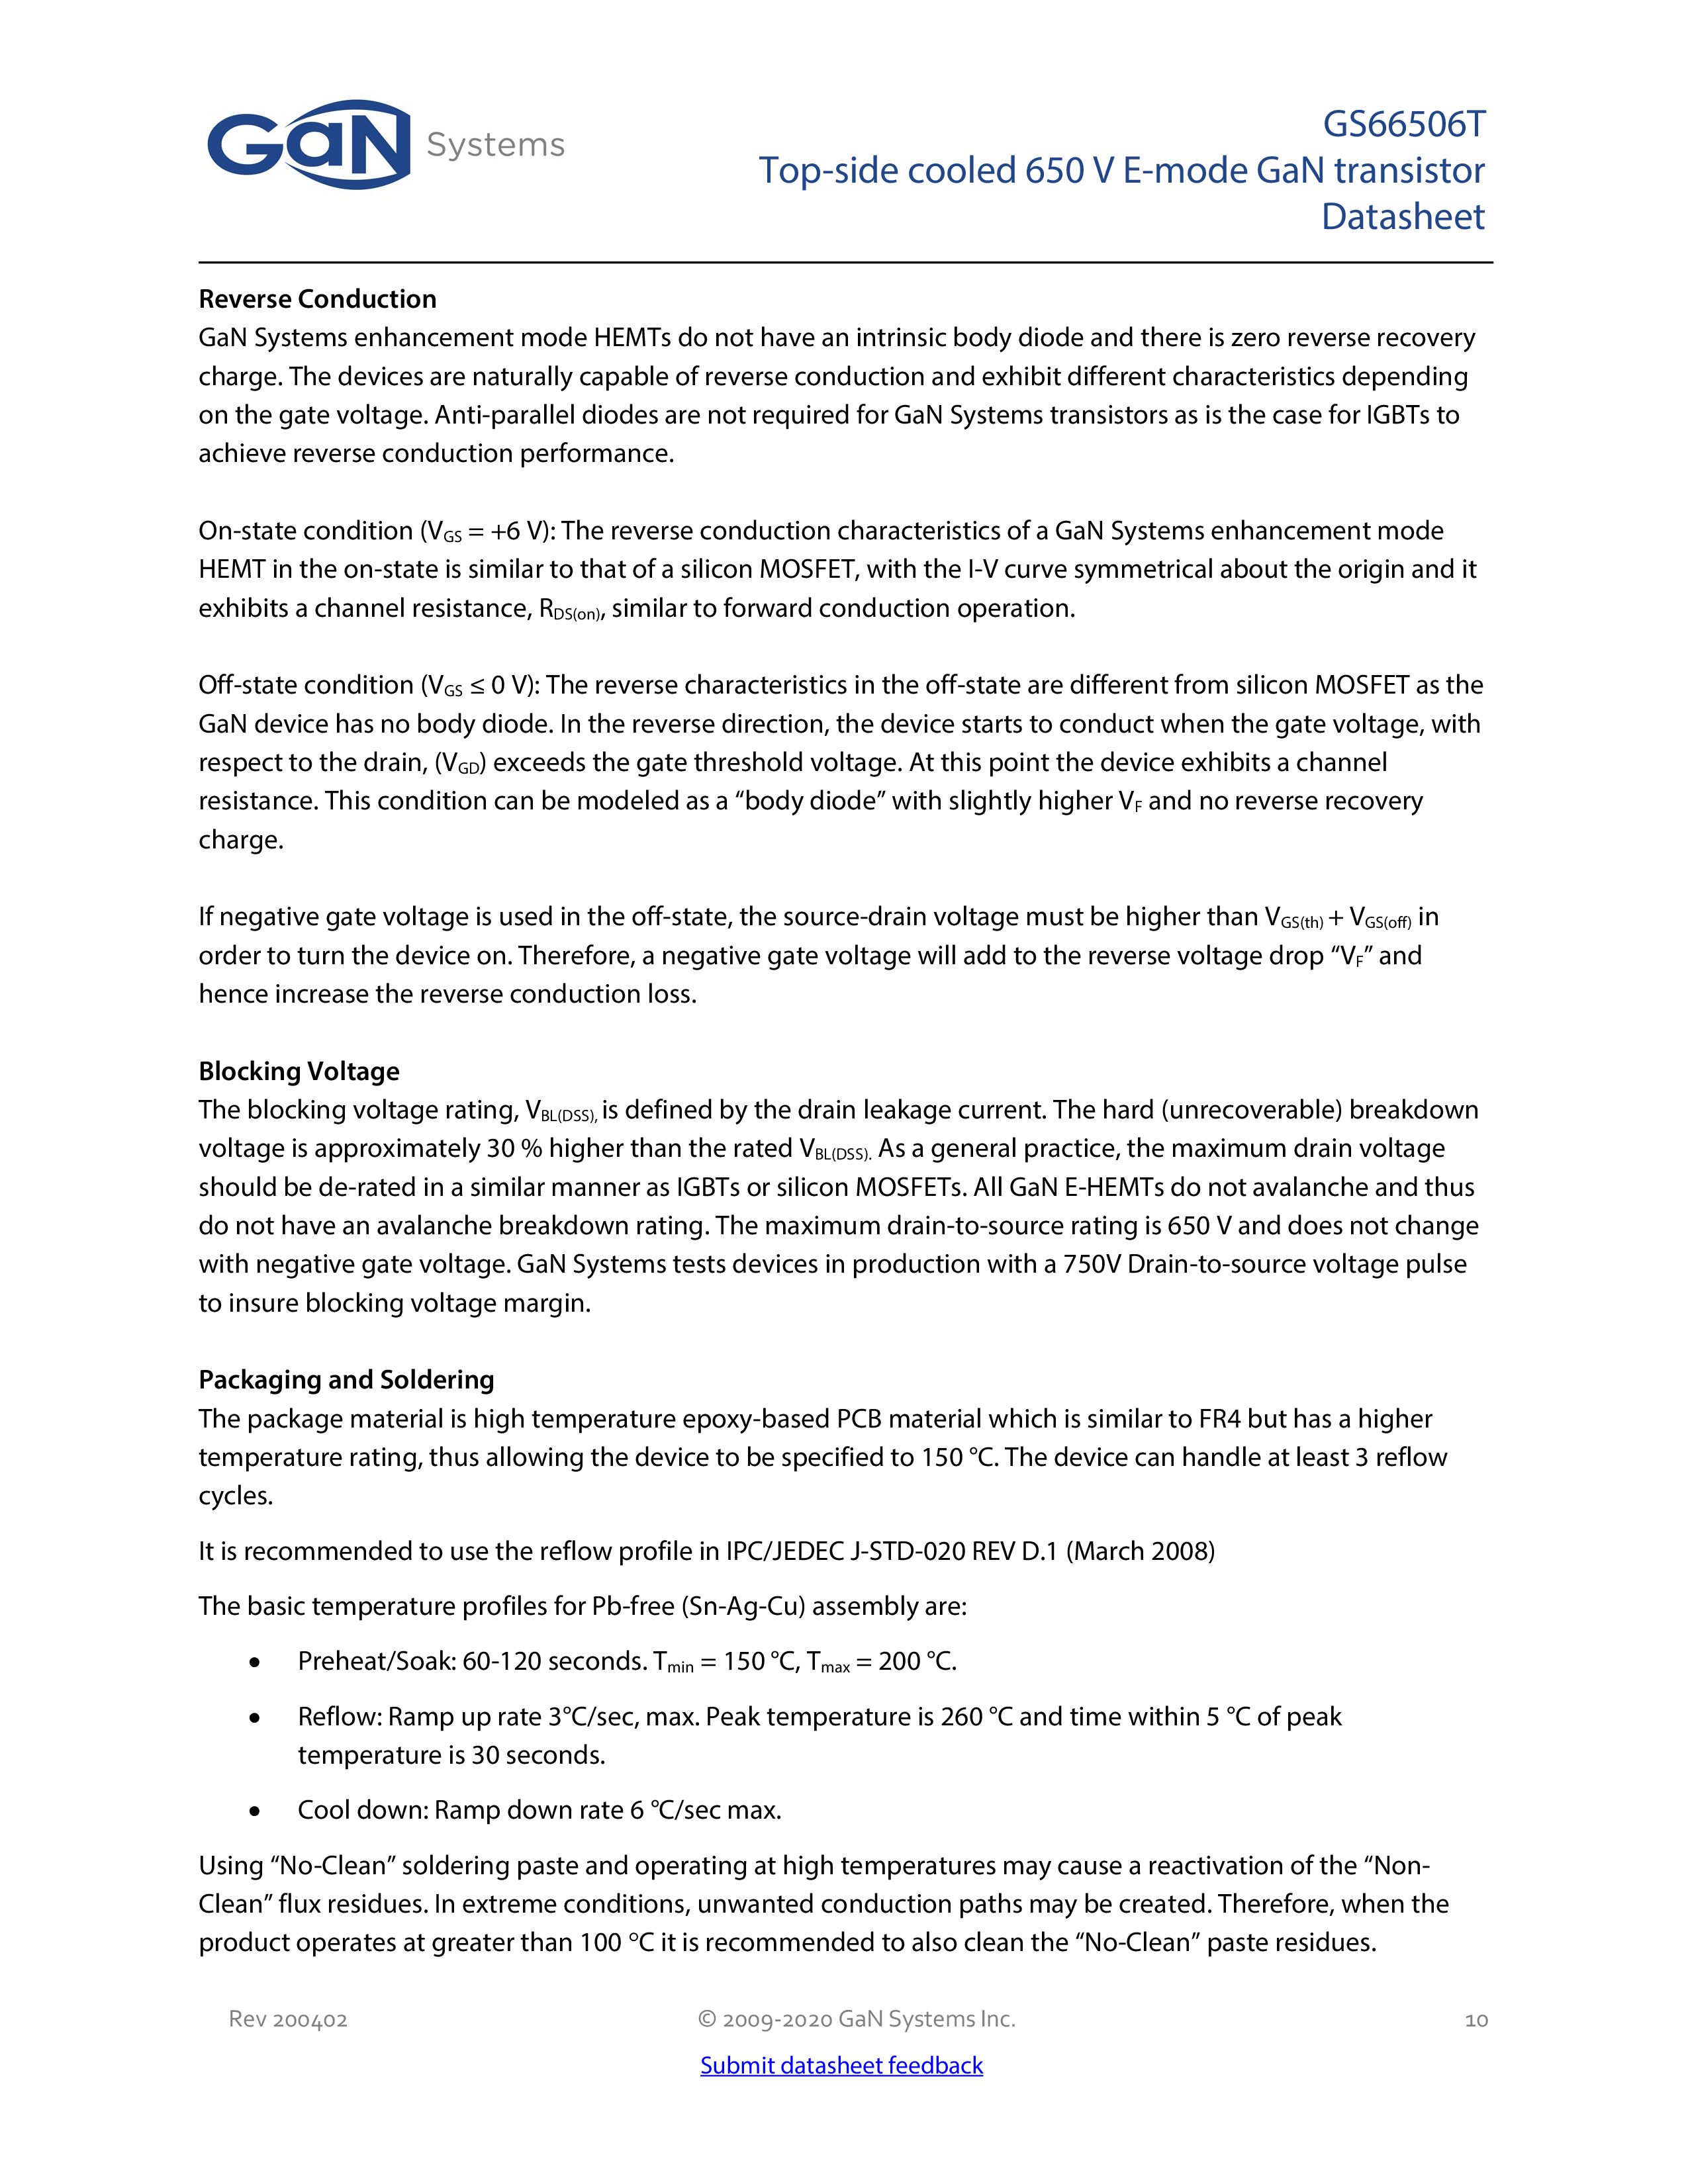 GaN Systems
GS66506T
Top-side cooled 650 V E-mode GaN transistor
Datasheet
Reverse Conduction
GaN Systems enhancement mode HEMTs do not have an intrinsic body diode and there is zero reverse recovery
charge. The devices are naturally capable of reverse conduction and exhibit different characteristics depending
on the gate voltage. Anti-parallel diodes are not required for GaN Systems transistors as is the case for IGBTs to
achieve reverse conduction performance.
On-state condition (VGS = +6 V): The reverse conduction characteristics of a GaN Systems enhancement mode
HEMT in the on-state is similar to that of a silicon MOSFET, with the I-V curve symmetrical about the origin and it
exhibits a channel resistance, RDS(on), similar to forward conduction operation.
Off-state condition (VGS ≤ 0 V): The reverse characteristics in the off-state are different from silicon MOSFET as the
GaN device has no body diode. In the reverse direction, the device starts to conduct when the gate voltage, with
respect to the drain, (VGD) exceeds the gate threshold voltage. At this point the device exhibits a channel
resistance. This condition can be modeled as a “body diode” with slightly higher VF and no reverse recovery
charge.
If negative gate voltage is used in the off-state, the source-drain voltage must be higher than VGS(th) + VGS(off) in
order to turn the device on. Therefore, a negative gate voltage will add to the reverse voltage drop “VF” and
hence increase the reverse conduction loss.
Blocking Voltage
The blocking voltage rating, VBL(DSS), is defined by the drain leakage current. The hard (unrecoverable) breakdown
voltage is approximately 30 % higher than the rated VBL(DSS). As a general practice, the maximum drain voltage
should be de-rated in a similar manner as IGBTs or silicon MOSFETs. All GaN E-HEMTs do not avalanche and thus
do not have an avalanche breakdown rating. The maximum drain-to-source rating is 650 V and does not change
with negative gate voltage. GaN Systems tests devices in production with a 750V Drain-to-source voltage pulse
to insure blocking voltage margin.
Packaging and Soldering
The package material is high temperature epoxy-based PCB material which is similar to FR4 but has a higher
temperature rating, thus allowing the device to be specified to 150 °C. The device can handle at least 3 reflow
cycles.
It is recommended to use the reflow profile in IPC/JEDEC J-STD-020 REV D.1 (March 2008)
The basic temperature profiles for Pb-free (Sn-Ag-Cu) assembly are:
• Preheat/Soak: 60-120 seconds. Tmin = 150 °C, Tmax = 200 °C.
• Reflow: Ramp up rate 3°C/sec, max. Peak temperature is 260 °C and time within 5 °C of peak
temperature is 30 seconds.
• Cool down: Ramp down rate 6 °C/sec max.
Using “No-Clean” soldering paste and operating at high temperatures may cause a reactivation of the “Non-
Clean” flux residues. In extreme conditions, unwanted conduction paths may be created. Therefore, when the
product operates at greater than 100 °C it is recommended to also clean the “No-Clean” paste residues.
Rev 200402
© 2009-2020 GaN Systems Inc.
10
Submit datasheet feedback